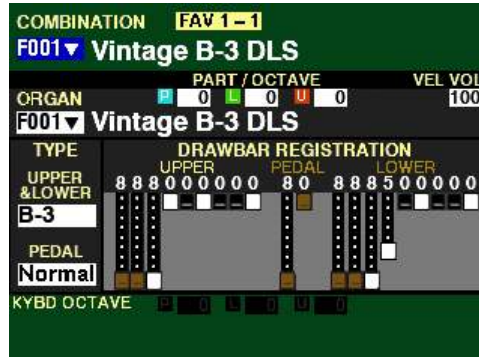 COMBINATION FAV 1 – 1
F001▼ Vintage B-3 DLS
PART / OCTAVE VEL VOL
ORGAN P 0 L 0 U 0 100
F001▼ Vintage B-3 DLS
TYPE DRAWBAR REGISTRATION
UPPER PEDAL LOWER
UPPER
&LOWER
888000000 80 888500000
B-3
PEDAL
Normal
KYBD OCTAVE P 0 L 0 U 0